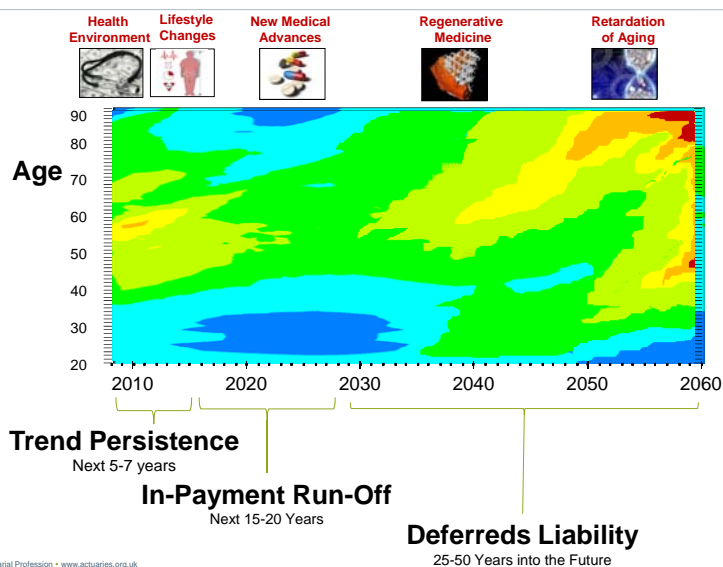 Health
Environment
Lifestyle
Changes
New Medical
Advances
Regenerative
Medicine
Retardation
of Aging
Age
90
80
70
60
50
40
30
20
2010 2020 2030 2040 2050 2060
Trend Persistence
Next 5-7 years
In-Payment Run-Off
Next 15-20 Years
Deferreds Liability
25-50 Years into the Future
arial Profession • www.actuaries.org.uk